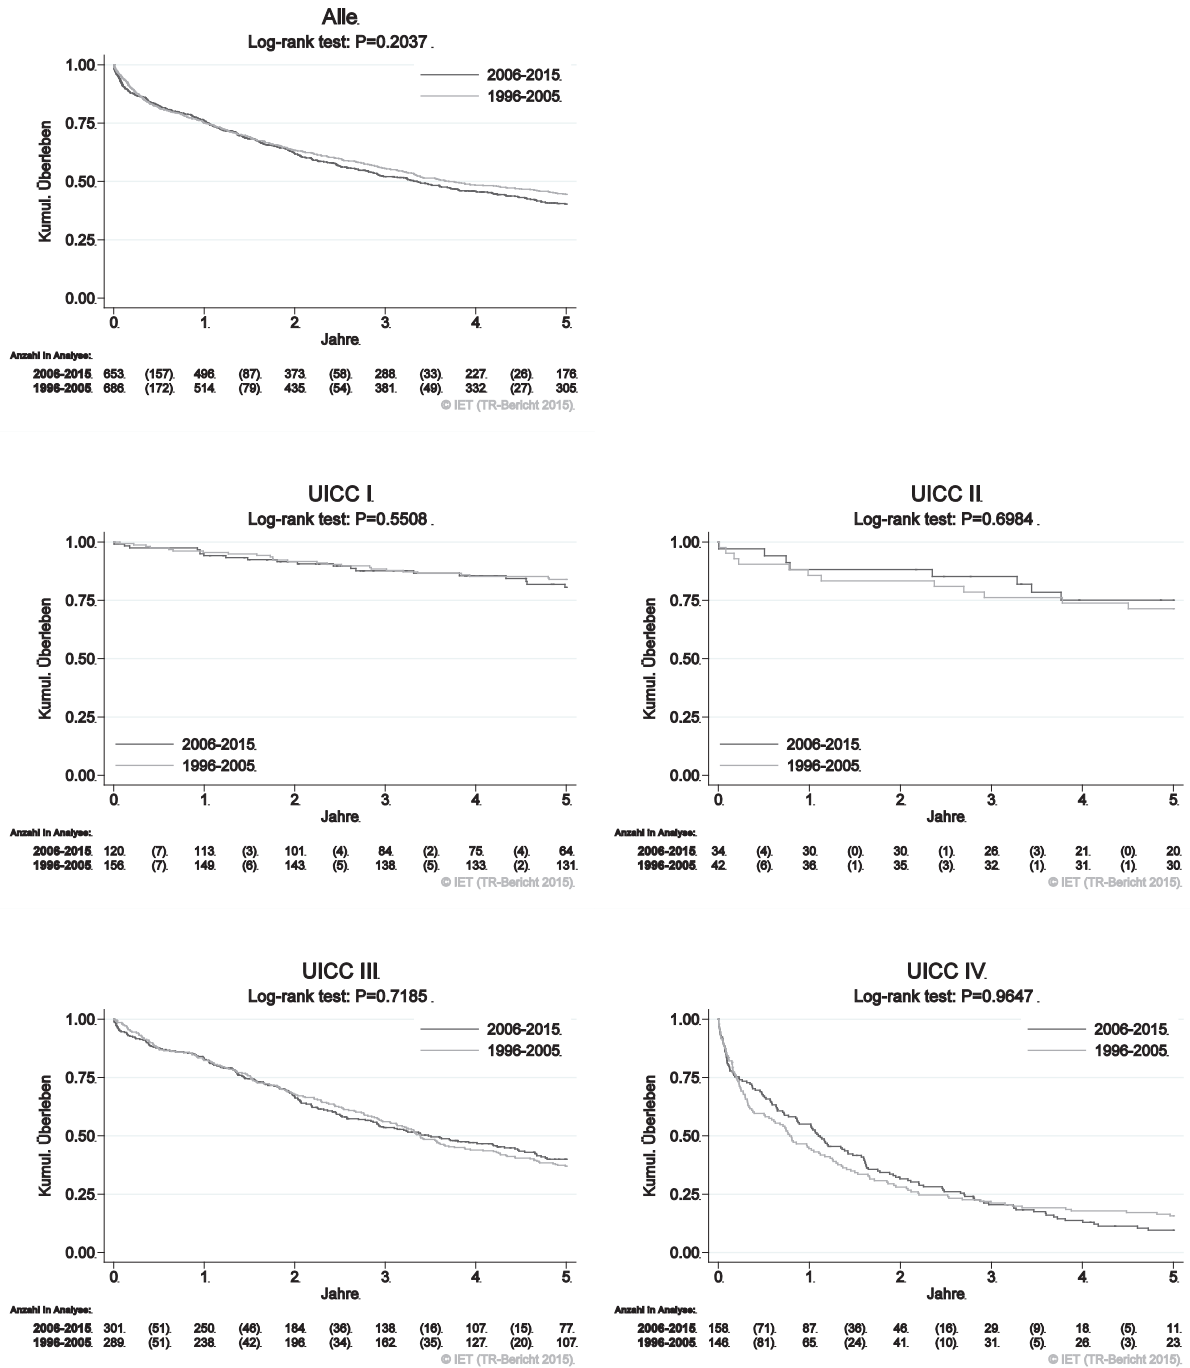 Alle.
Log-rank test: P=0.2037 .
1.00
0.75
0.50
0.25
0.00
Kumul. Überleben
2006-2015.
1996-2005.
0. 1. 2. 3. 4. 5.
Jahre.
Anzahl in Analyse:.
2006-2015. 653. (157). 496. (87). 373. (58). 288. (33). 227. (26). 176.
1996-2005. 686. (172). 514. (79). 435. (54). 381. (49). 332. (27). 305.
© IET (TR-Bericht 2015).
UICC I.
Log-rank test: P=0.5508 .
1.00
0.75
0.50
0.25
0.00
Kumul. Überleben
2006-2015.
1996-2005.
0. 1. 2. 3. 4. 5.
Jahre.
Anzahl in Analyse:.
2006-2015. 120. (7). 113. (3). 101. (4). 84. (2). 75. (4). 64.
1996-2005. 156. (7). 149. (6). 143. (5). 138. (5). 133. (2). 131.
© IET (TR-Bericht 2015).
UICC II.
Log-rank test: P=0.6984 .
1.00
0.75
0.50
0.25
0.00
Kumul. Überleben
2006-2015.
1996-2005.
0. 1. 2. 3. 4. 5.
Jahre.
Anzahl in Analyse:.
2006-2015. 34. (4). 30. (0). 30. (1). 26. (3). 21. (0). 20.
1996-2005. 42. (6). 36. (1). 35. (3). 32. (1). 31. (1). 30.
© IET (TR-Bericht 2015).
UICC III.
Log-rank test: P=0.7185 .
1.00
0.75
0.50
0.25
0.00
Kumul. Überleben
2006-2015.
1996-2005.
0. 1. 2. 3. 4. 5.
Jahre.
Anzahl in Analyse:.
2006-2015. 301. (51). 250. (46). 184. (36). 138. (16). 107. (15). 77.
1996-2005. 289. (51). 238. (42). 196. (34). 162. (35). 127. (20). 107.
© IET (TR-Bericht 2015).
UICC IV.
Log-rank test: P=0.9647 .
1.00
0.75
0.50
0.25
0.00
Kumul. Überleben
2006-2015.
1996-2005.
0. 1. 2. 3. 4. 5.
Jahre.
Anzahl in Analyse:.
2006-2015. 158. (71). 87. (36). 46. (16). 29. (9). 18. (5). 11.
1996-2005. 146. (81). 65. (24). 41. (10). 31. (5). 26. (3). 23.
© IET (TR-Bericht 2015).